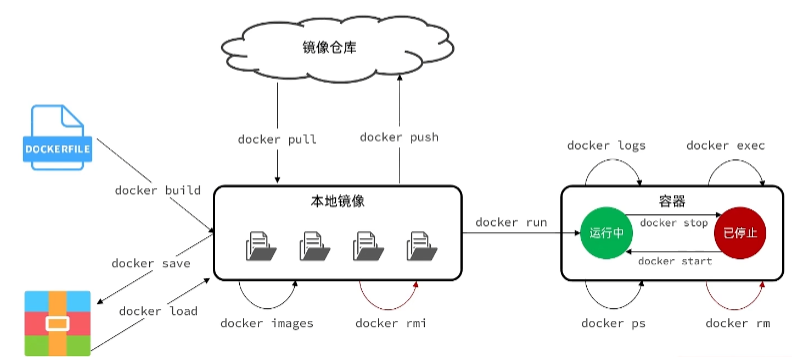 镜像仓库
docker pull
docker push
DOCKERFILE
docker build
docker save
docker load
本地镜像
docker images
docker rmi
docker run
docker logs
docker exec
容器
运行中
docker stop
docker start
已停止
docker ps
docker rm